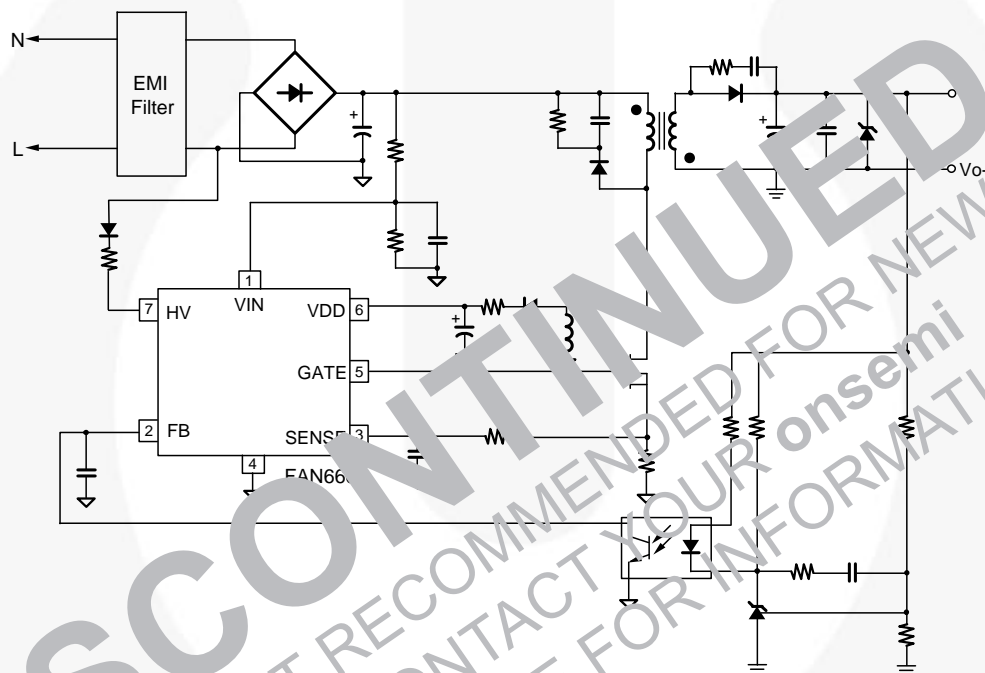 N
EMI
Filter
L
+
+
Vo-
1
VIN
7 HV
VDD 6
+
GATE 5
2 FB
SENSE 3
4
FAN66
SCONTINUED
RECOMMENDED FOR NEW
CONTACT YOUR onsemi
FOR INFORMATI